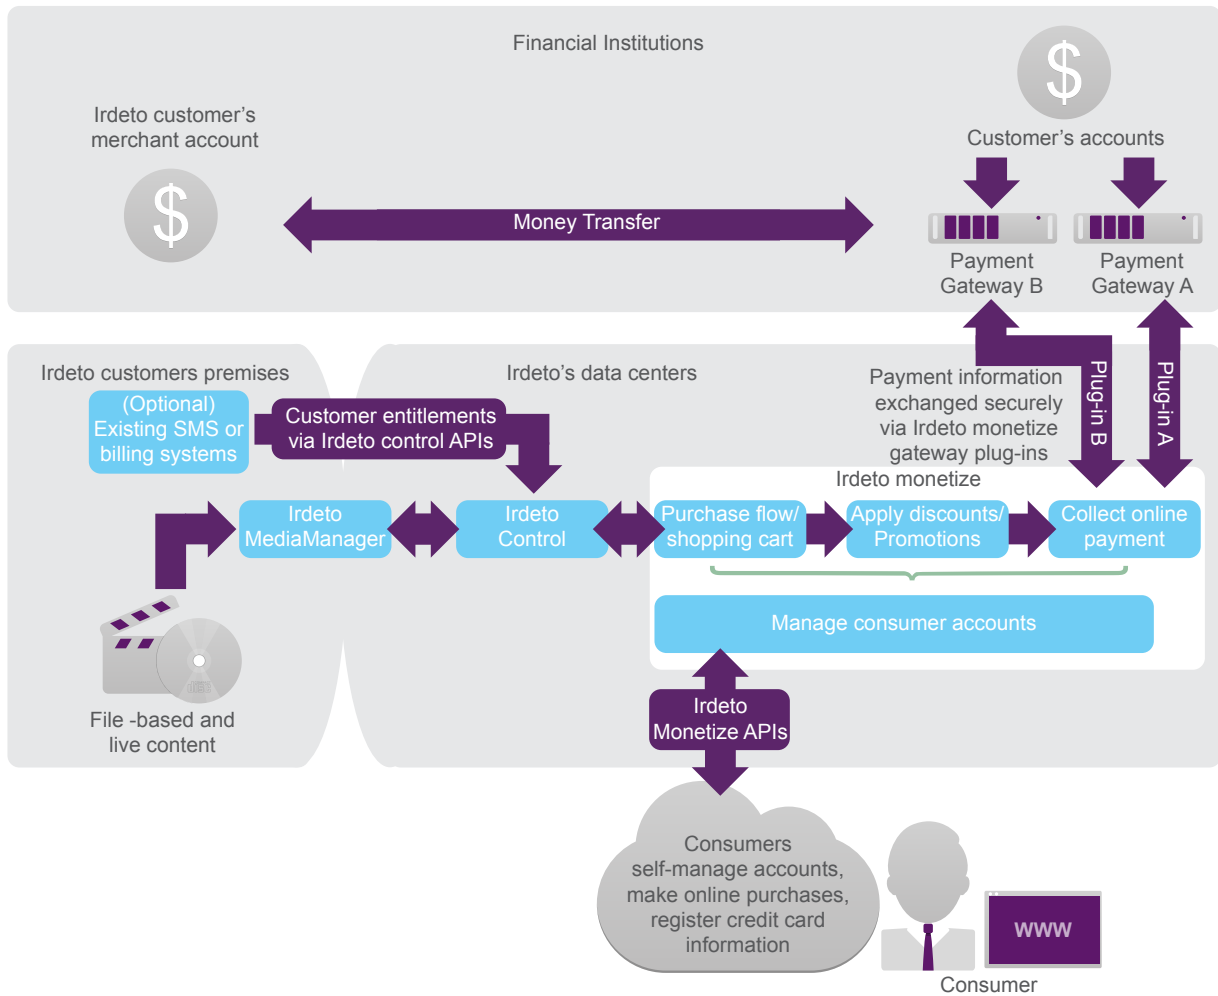 Financial Institutions
Irdeto customer's
merchant account
$
$
Customer's accounts
Money Transfer
Payment
Gateway B
Payment
Gateway A
Irdeto customers premises
(Optional)
Existing SMS or
billing systems
Customer entitlements
via Irdeto control APIs
Irdeto's data centers
Payment information
exchanged securely
via Irdeto monetize
gateway plug-ins
Plug-in B
Plug-in A
Irdeto monetize
Irdeto
MediaManager
Irdeto
Control
Purchase flow/
shopping cart
Apply discounts/
Promotions
Collect online
payment
Manage consumer accounts
disc
File -based and
live content
Irdeto
Monetize APIs
Consumers
self-manage accounts,
make online purchases,
register credit card
information
www
Consumer